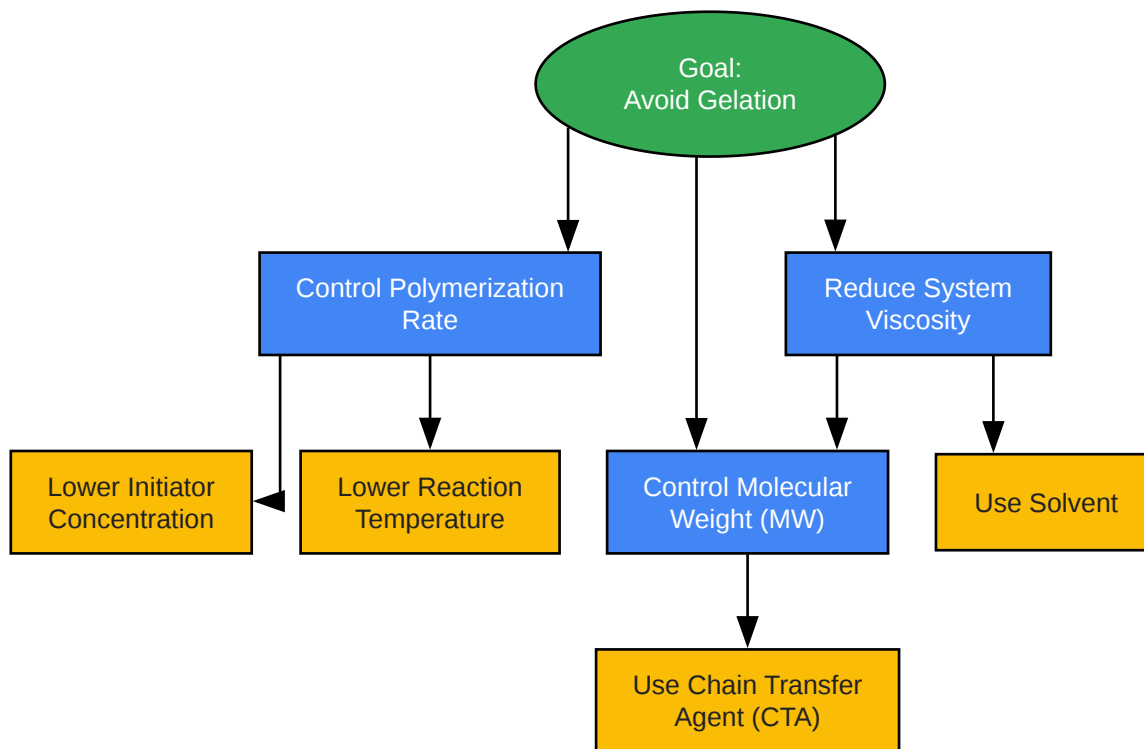 Goal:
Avoid Gelation
Control Polymerization
Rate
Reduce System
Viscosity
Lower Initiator
Concentration
Lower Reaction
Temperature
Control Molecular
Weight (MW)
Use Solvent
Use Chain Transfer
Agent (CTA)